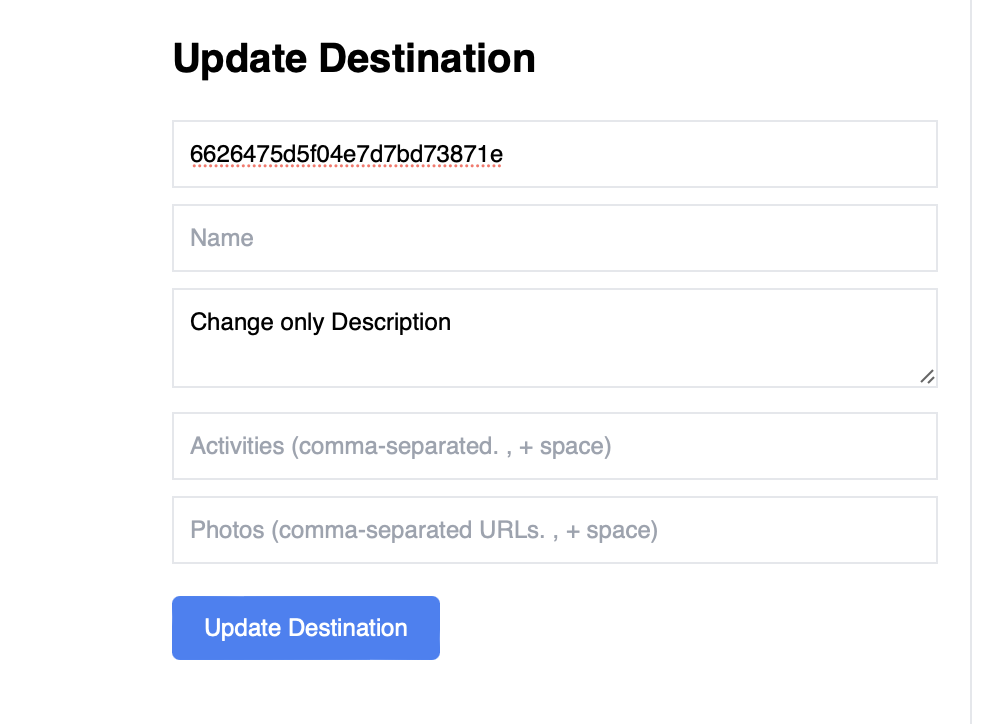 Update Destination
6626475d5f04e7d7bd73871e
Name
Change only Description
Activities (comma-separated. , + space)
Photos (comma-separated URLs. , + space)
Update Destination